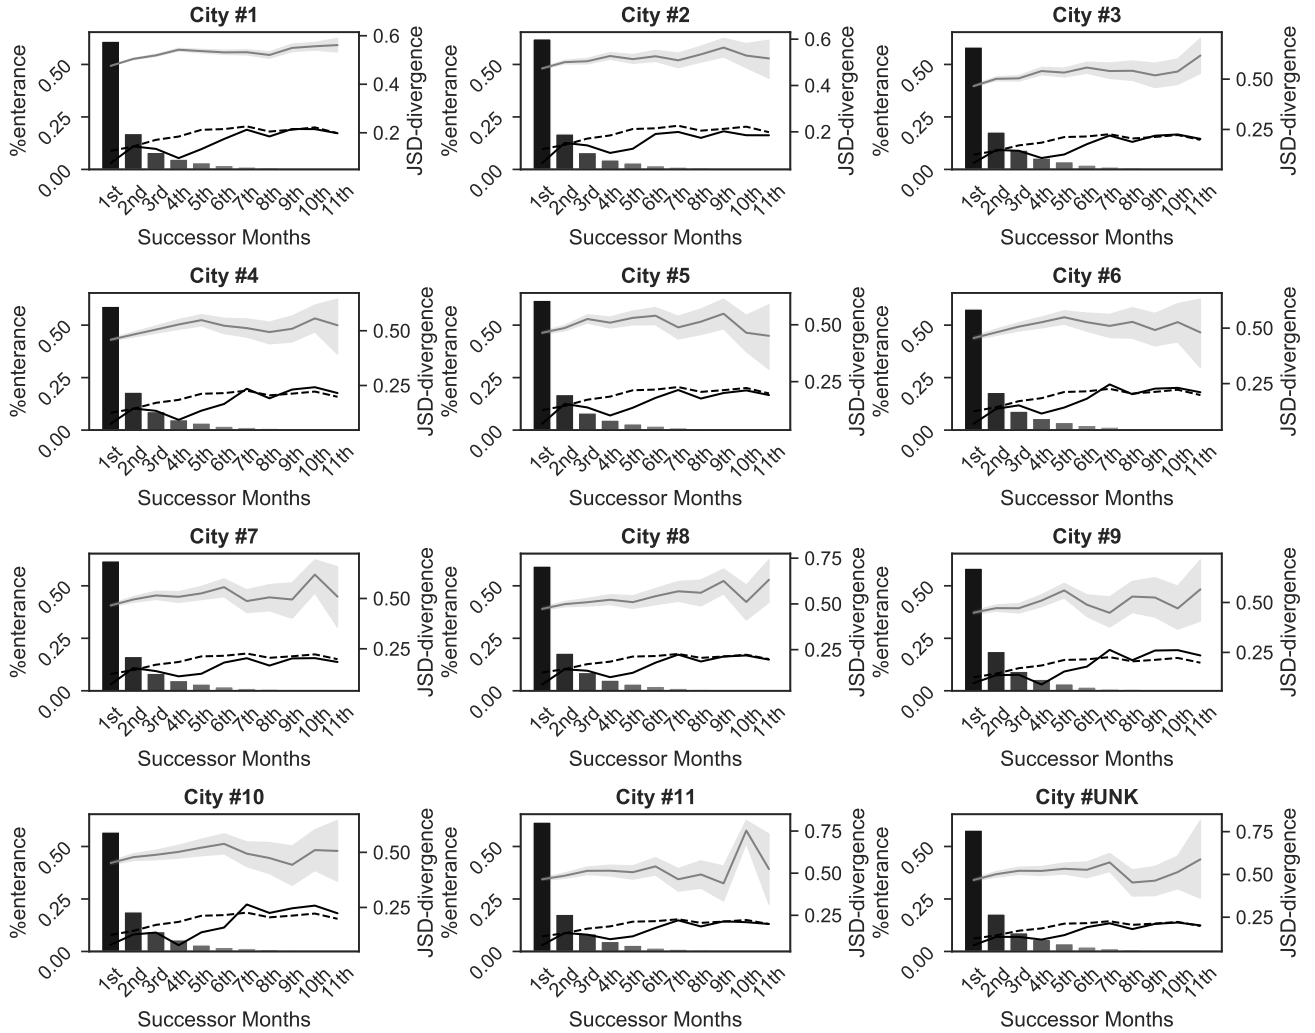 City #1
City #2
City #3
%enterance
0.50
0.25
0.00
0.6
0.4
0.2
JSD-divergence
%enterance
0.50
0.25
0.00
0.6
0.4
0.2
JSD-divergence
%enterance
0.50
0.25
0.00
0.50
0.25
JSD-divergence
1st 2nd 3rd 4th 5th 6th 7th 8th 9th 10th 11th
1st 2nd 3rd 4th 5th 6th 7th 8th 9th 10th 11th
1st 2nd 3rd 4th 5th 6th 7th 8th 9th 10th 11th
Successor Months
Successor Months
Successor Months
City #4
City #5
City #6
%enterance
0.50
0.25
0.00
0.50
0.25
JSD-divergence
%enterance
0.50
0.25
0.00
0.50
0.25
JSD-divergence
%enterance
0.50
0.25
0.00
0.50
0.25
JSD-divergence
1st 2nd 3rd 4th 5th 6th 7th 8th 9th 10th 11th
1st 2nd 3rd 4th 5th 6th 7th 8th 9th 10th 11th
1st 2nd 3rd 4th 5th 6th 7th 8th 9th 10th 11th
Successor Months
Successor Months
Successor Months
City #7
City #8
City #9
%enterance
0.50
0.25
0.00
0.50
0.25
JSD-divergence
%enterance
0.50
0.25
0.00
0.75
0.50
0.25
JSD-divergence
%enterance
0.50
0.25
0.00
0.50
0.25
JSD-divergence
1st 2nd 3rd 4th 5th 6th 7th 8th 9th 10th 11th
1st 2nd 3rd 4th 5th 6th 7th 8th 9th 10th 11th
1st 2nd 3rd 4th 5th 6th 7th 8th 9th 10th 11th
Successor Months
Successor Months
Successor Months
City #10
City #11
City #UNK
%enterance
0.50
0.25
0.00
0.50
0.25
JSD-divergence
%enterance
0.50
0.25
0.00
0.75
0.50
0.25
JSD-divergence
%enterance
0.50
0.25
0.00
0.75
0.50
0.25
JSD-divergence
1st 2nd 3rd 4th 5th 6th 7th 8th 9th 10th 11th
1st 2nd 3rd 4th 5th 6th 7th 8th 9th 10th 11th
1st 2nd 3rd 4th 5th 6th 7th 8th 9th 10th 11th
Successor Months
Successor Months
Successor Months